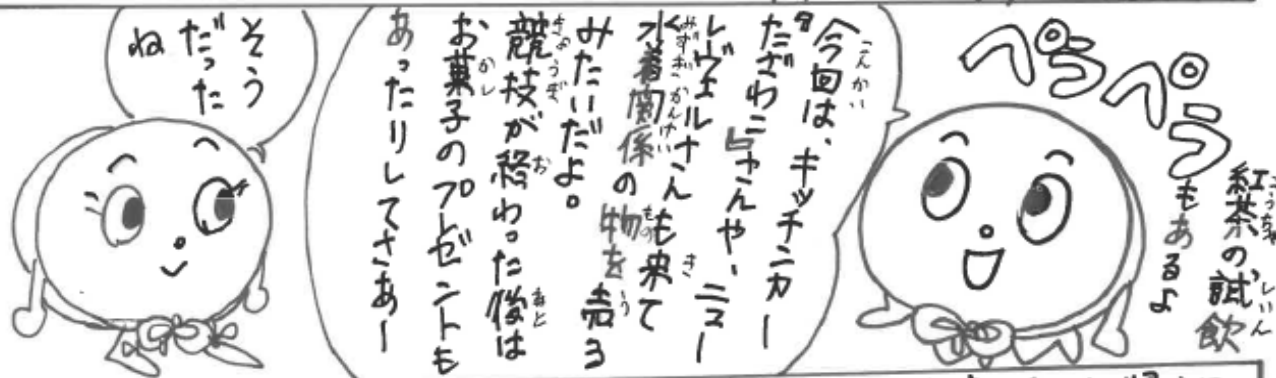 ペラペラ
紅茶の試飲
もあるよ
今回は、キッチンカー
たざわこやさんや、ニュー
レヴェルさんも来て
水着関係の物を売る
みたいだよ。
競技が終わった後は
お菓子のプレゼントも
あったりしてさあー
そう
だった
ね